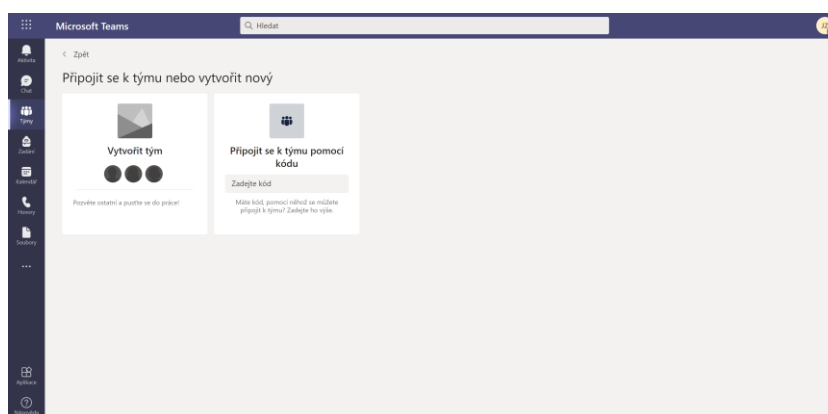 Microsoft Teams
Hledat
JZ
Aktivita
Chat
Týmy
Zadání
Kalendář
Hovory
Soubory
Aplikace
Nápověda
< Zpět
Připojit se k týmu nebo vytvořit nový
Vytvořit tým
Pozvěte ostatní a pusťte se do práce!
Připojit se k týmu pomocí
kódu
Zadejte kód
Máte kód, pomocí něhož se můžete
připojit k týmu? Zadejte ho výše.